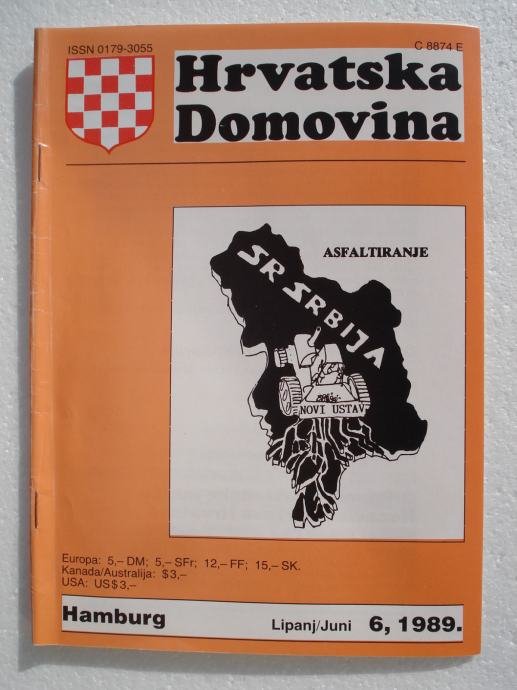 ISSN 0179-3055
C 8874 E
Hrvatska
Domovina
ASFALTIRANJE
SR SRBIJA
NOVI USTAV
Europa: 5,– DM; 5,– SFr; 12,– FF; 15,– SK.
Kanada/Australija: $ 3,–
USA: US $ 3,–
Hamburg
Lipanj/Juni 6, 1989.